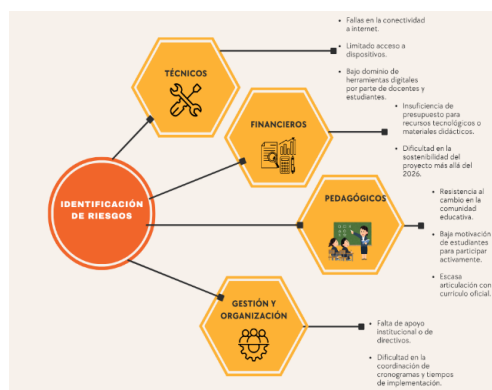 IDENTIFICACIÓN
DE RIESGOS
TÉCNICOS
• Fallas en la conectividad
a internet.
• Limitado acceso a
dispositivos.
• Bajo dominio de
herramientas digitales
por parte de docentes y
estudiantes.
FINANCIEROS
• Insuficiencia de
presupuesto para
recursos tecnológicos o
materiales didácticos.
• Dificultad en la
sostenibilidad del
proyecto más allá del
2026.
PEDAGÓGICOS
• Resistencia al
cambio en la
comunidad
educativa.
• Baja motivación
de estudiantes
para participar
activamente.
• Escasa
articulación con
currículo oficial.
GESTIÓN Y
ORGANIZACIÓN
• Falta de apoyo
institucional o de
directivos.
• Dificultad en la
coordinación de
cronogramas y tiempos
de implementación.